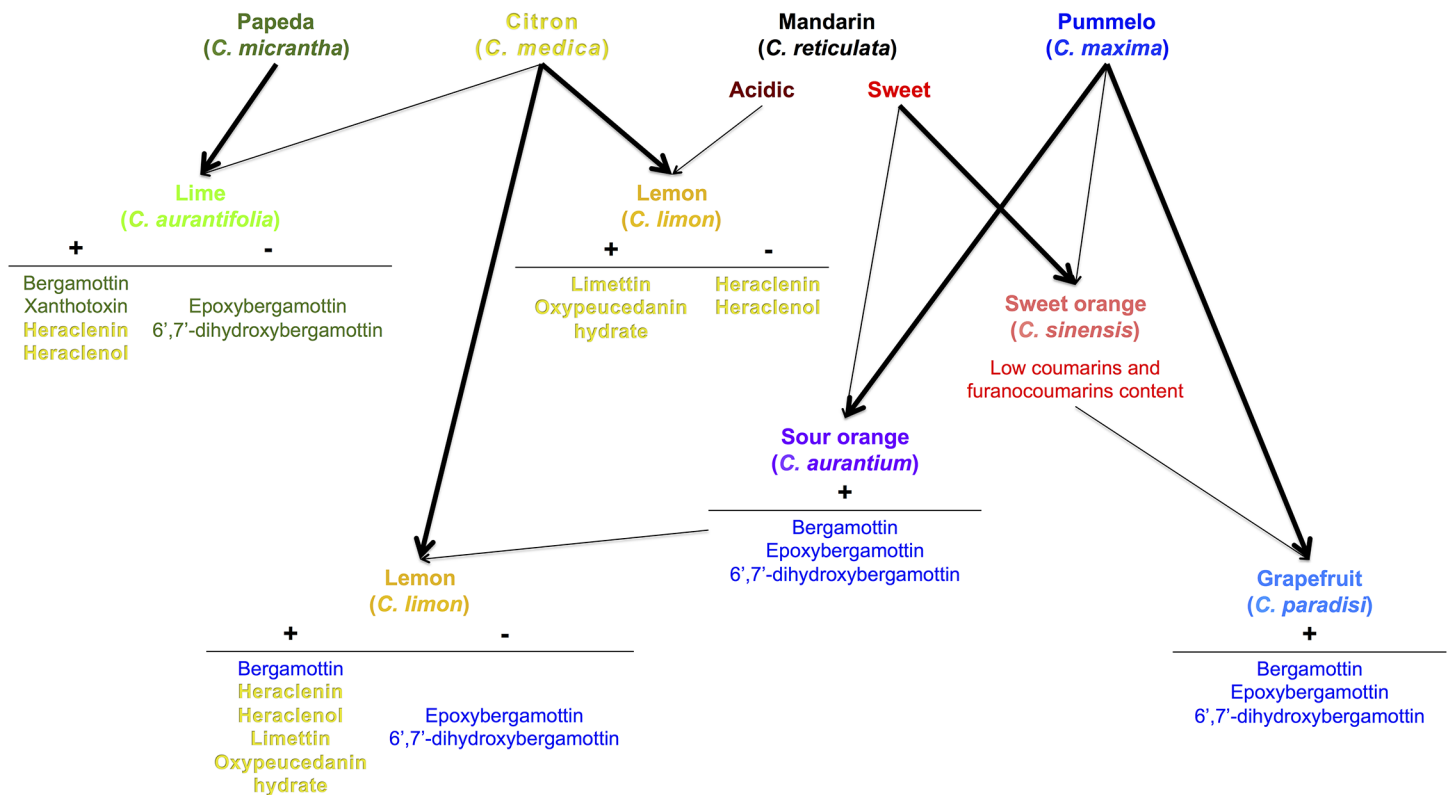 Papeda
(C. micrantha)
Citron
(C. medica)
Mandarin
(C. reticulata)
Pummelo
(C. maxima)
Acidic
Sweet
Lime
(C. aurantifolia)
+
-
Bergamottin
Xanthotoxin
Heraclenin
Heraclenol
Epoxybergamottin
6’,7’-dihydroxybergamottin
Lemon
(C. limon)
+
-
Limettin
Oxypeucedanin
hydrate
Heraclenin
Heraclenol
Sweet orange
(C. sinensis)
Low coumarins and
furanocoumarins content
Sour orange
(C. aurantium)
+
Bergamottin
Epoxybergamottin
6’,7’-dihydroxybergamottin
Lemon
(C. limon)
+
-
Bergamottin
Heraclenin
Heraclenol
Limettin
Oxypeucedanin
hydrate
Epoxybergamottin
6’,7’-dihydroxybergamottin
Grapefruit
(C. paradisi)
+
Bergamottin
Epoxybergamottin
6’,7’-dihydroxybergamottin